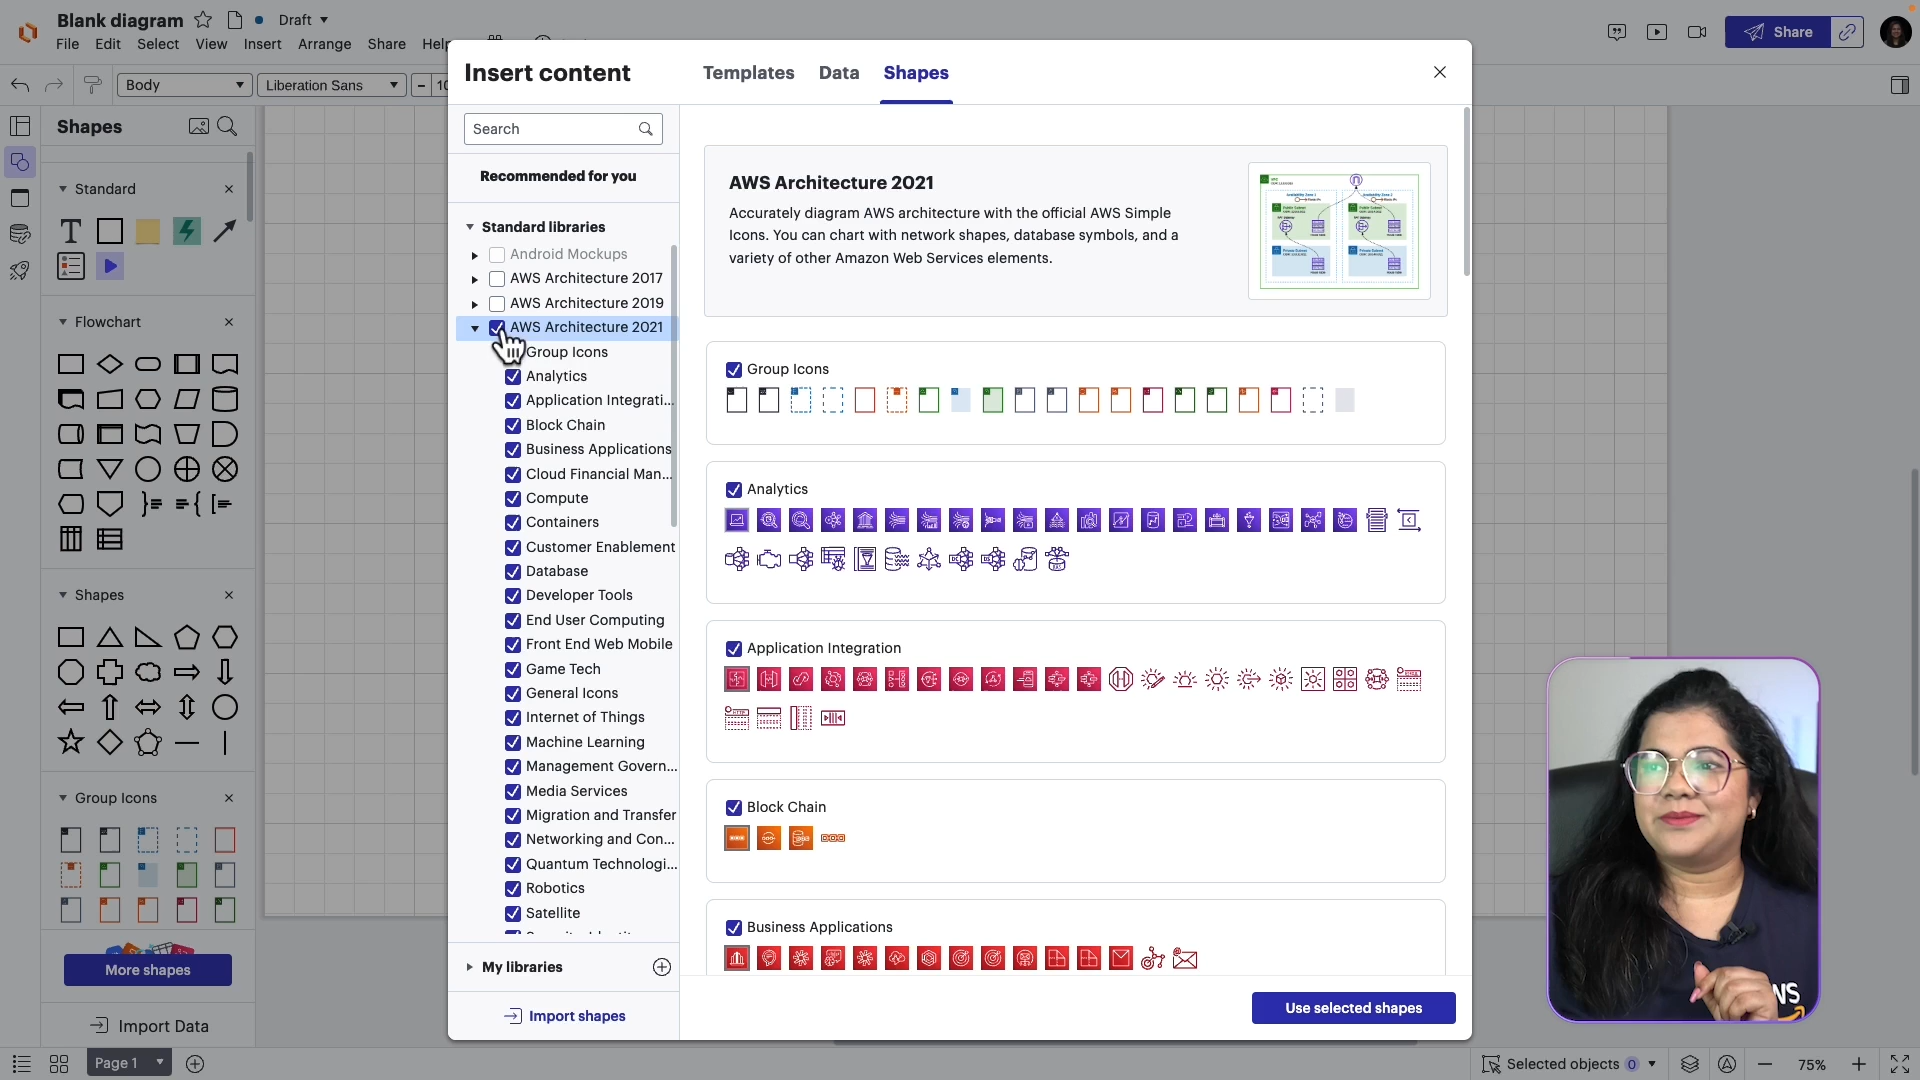 Blank diagram
Draft
File Edit Select View Insert Arrange Share Help
Share
Body
Liberation Sans
10
Shapes
Standard
T
Flowchart
Shapes
Group Icons
More shapes
Import Data
Page 1
Insert content
Templates Data Shapes
Search
Recommended for you
Standard libraries
Android Mockups
AWS Architecture 2017
AWS Architecture 2019
AWS Architecture 2021
Group Icons
Analytics
Application Integrati...
Block Chain
Business Applications
Cloud Financial Man...
Compute
Containers
Customer Enablement
Database
Developer Tools
End User Computing
Front End Web Mobile
Game Tech
General Icons
Internet of Things
Machine Learning
Management Govern...
Media Services
Migration and Transfer
Networking and Con...
Quantum Technologi...
Robotics
Satellite
My libraries
Import shapes
AWS Architecture 2021
Accurately diagram AWS architecture with the official AWS Simple
Icons. You can chart with network shapes, database symbols, and a
variety of other Amazon Web Services elements.
Group Icons
Analytics
Application Integration
Block Chain
Business Applications
Use selected shapes
Selected objects 0
75%